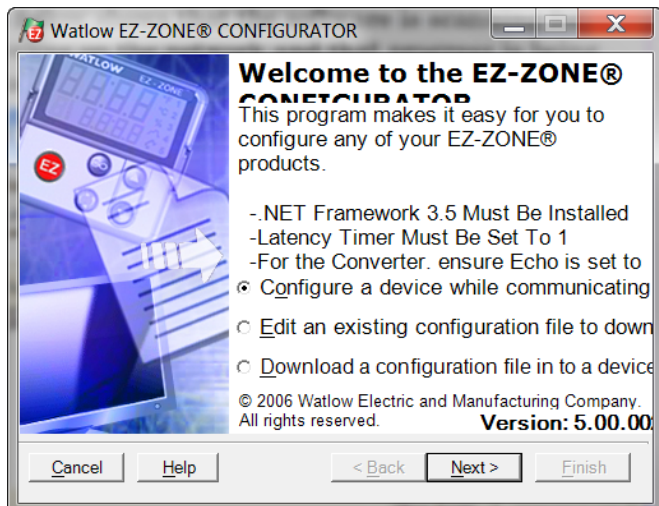 Watlow EZ-ZONE® CONFIGURATOR
WATLOW
EZ-ZONE
EZ
Welcome to the EZ-ZONE®
CONFIGURATOR
This program makes it easy for you to
configure any of your EZ-ZONE®
products.
-.NET Framework 3.5 Must Be Installed
-Latency Timer Must Be Set To 1
-For the Converter. ensure Echo is set to
Configure a device while communicating
Edit an existing configuration file to down
Download a configuration file in to a device
© 2006 Watlow Electric and Manufacturing Company.
All rights reserved.
Version: 5.00.00
Cancel
Help
< Back
Next >
Finish